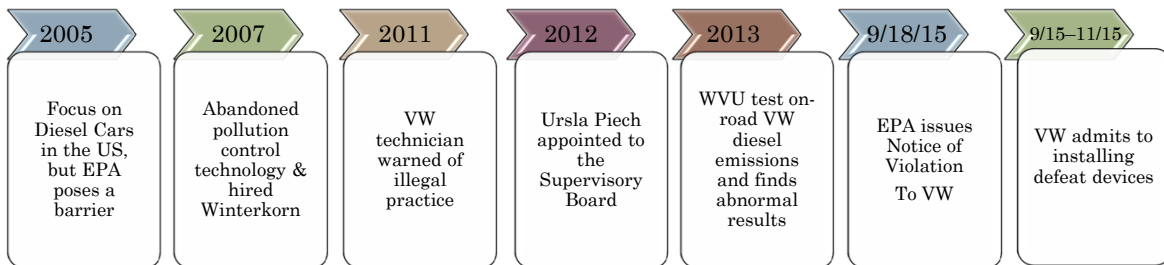 2005
Focus on
Diesel Cars
in the US,
but EPA
poses a
barrier
2007
Abandoned
pollution
control
technology &
hired
Winterkorn
2011
VW
technician
warned of
illegal
practice
2012
Ursla Piech
appointed to
the
Supervisory
Board
2013
WVU test on-
road VW
diesel
emissions
and finds
abnormal
results
9/18/15
EPA issues
Notice of
Violation
To VW
9/15–11/15
VW admits to
installing
defeat devices